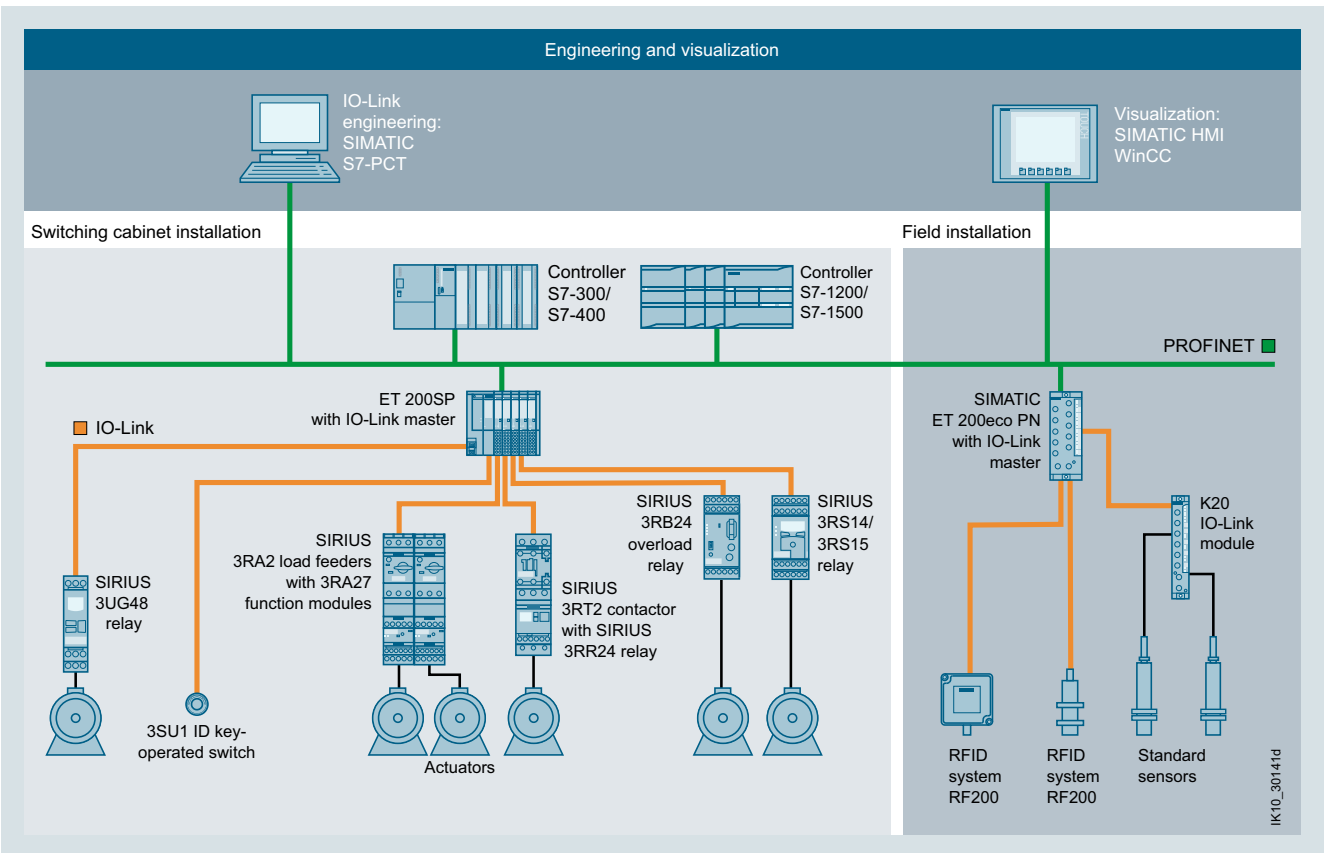 Engineering and visualization
IO-Link
engineering:
SIMATIC
S7-PCT
Visualization:
SIMATIC HMI
WinCC
Switching cabinet installation
Field installation
Controller
S7-300/
S7-400
Controller
S7-1200/
S7-1500
PROFINET
ET 200SP
with IO-Link master
IO-Link
SIMATIC
ET 200eco PN
with IO-Link
master
K20
IO-Link
module
SIRIUS
3UG48
relay
SIRIUS
3RA2 load feeders
with 3RA27
function modules
SIRIUS
3RT2 contactor
with SIRIUS
3RR24 relay
SIRIUS
3RB24
overload
relay
SIRIUS
3RS14/
3RS15
relay
3SU1 ID key-
operated switch
Actuators
RFID
system
RF200
RFID
system
RF200
Standard
sensors
IK10_30141d